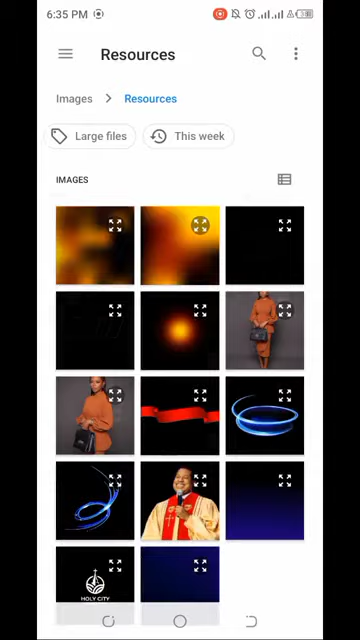 6:35 PM
Resources
Images > Resources
Large files
This week
IMAGES
HOLY CITY